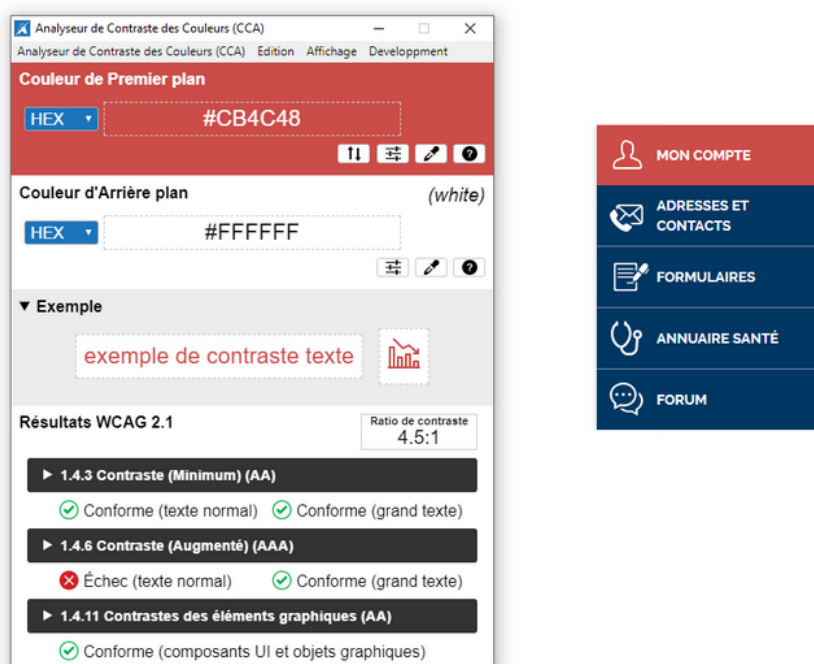 Analyseur de Contraste des Couleurs (CCA)
Analyseur de Contraste des Couleurs (CCA) Edition Affichage Developpment
Couleur de Premier plan
HEX #CB4C48
Couleur d'Arrière plan (white)
HEX #FFFFFF
Exemple
exemple de contraste texte
Résultats WCAG 2.1
Ratio de contraste
4.5:1
1.4.3 Contraste (Minimum) (AA)
Conforme (texte normal) Conforme (grand texte)
1.4.6 Contraste (Augmenté) (AAA)
Échec (texte normal) Conforme (grand texte)
1.4.11 Contrastes des éléments graphiques (AA)
Conforme (composants UI et objets graphiques)
MON COMPTE
ADRESSES ET
CONTACTS
FORMULAIRES
ANNUAIRE SANTÉ
FORUM